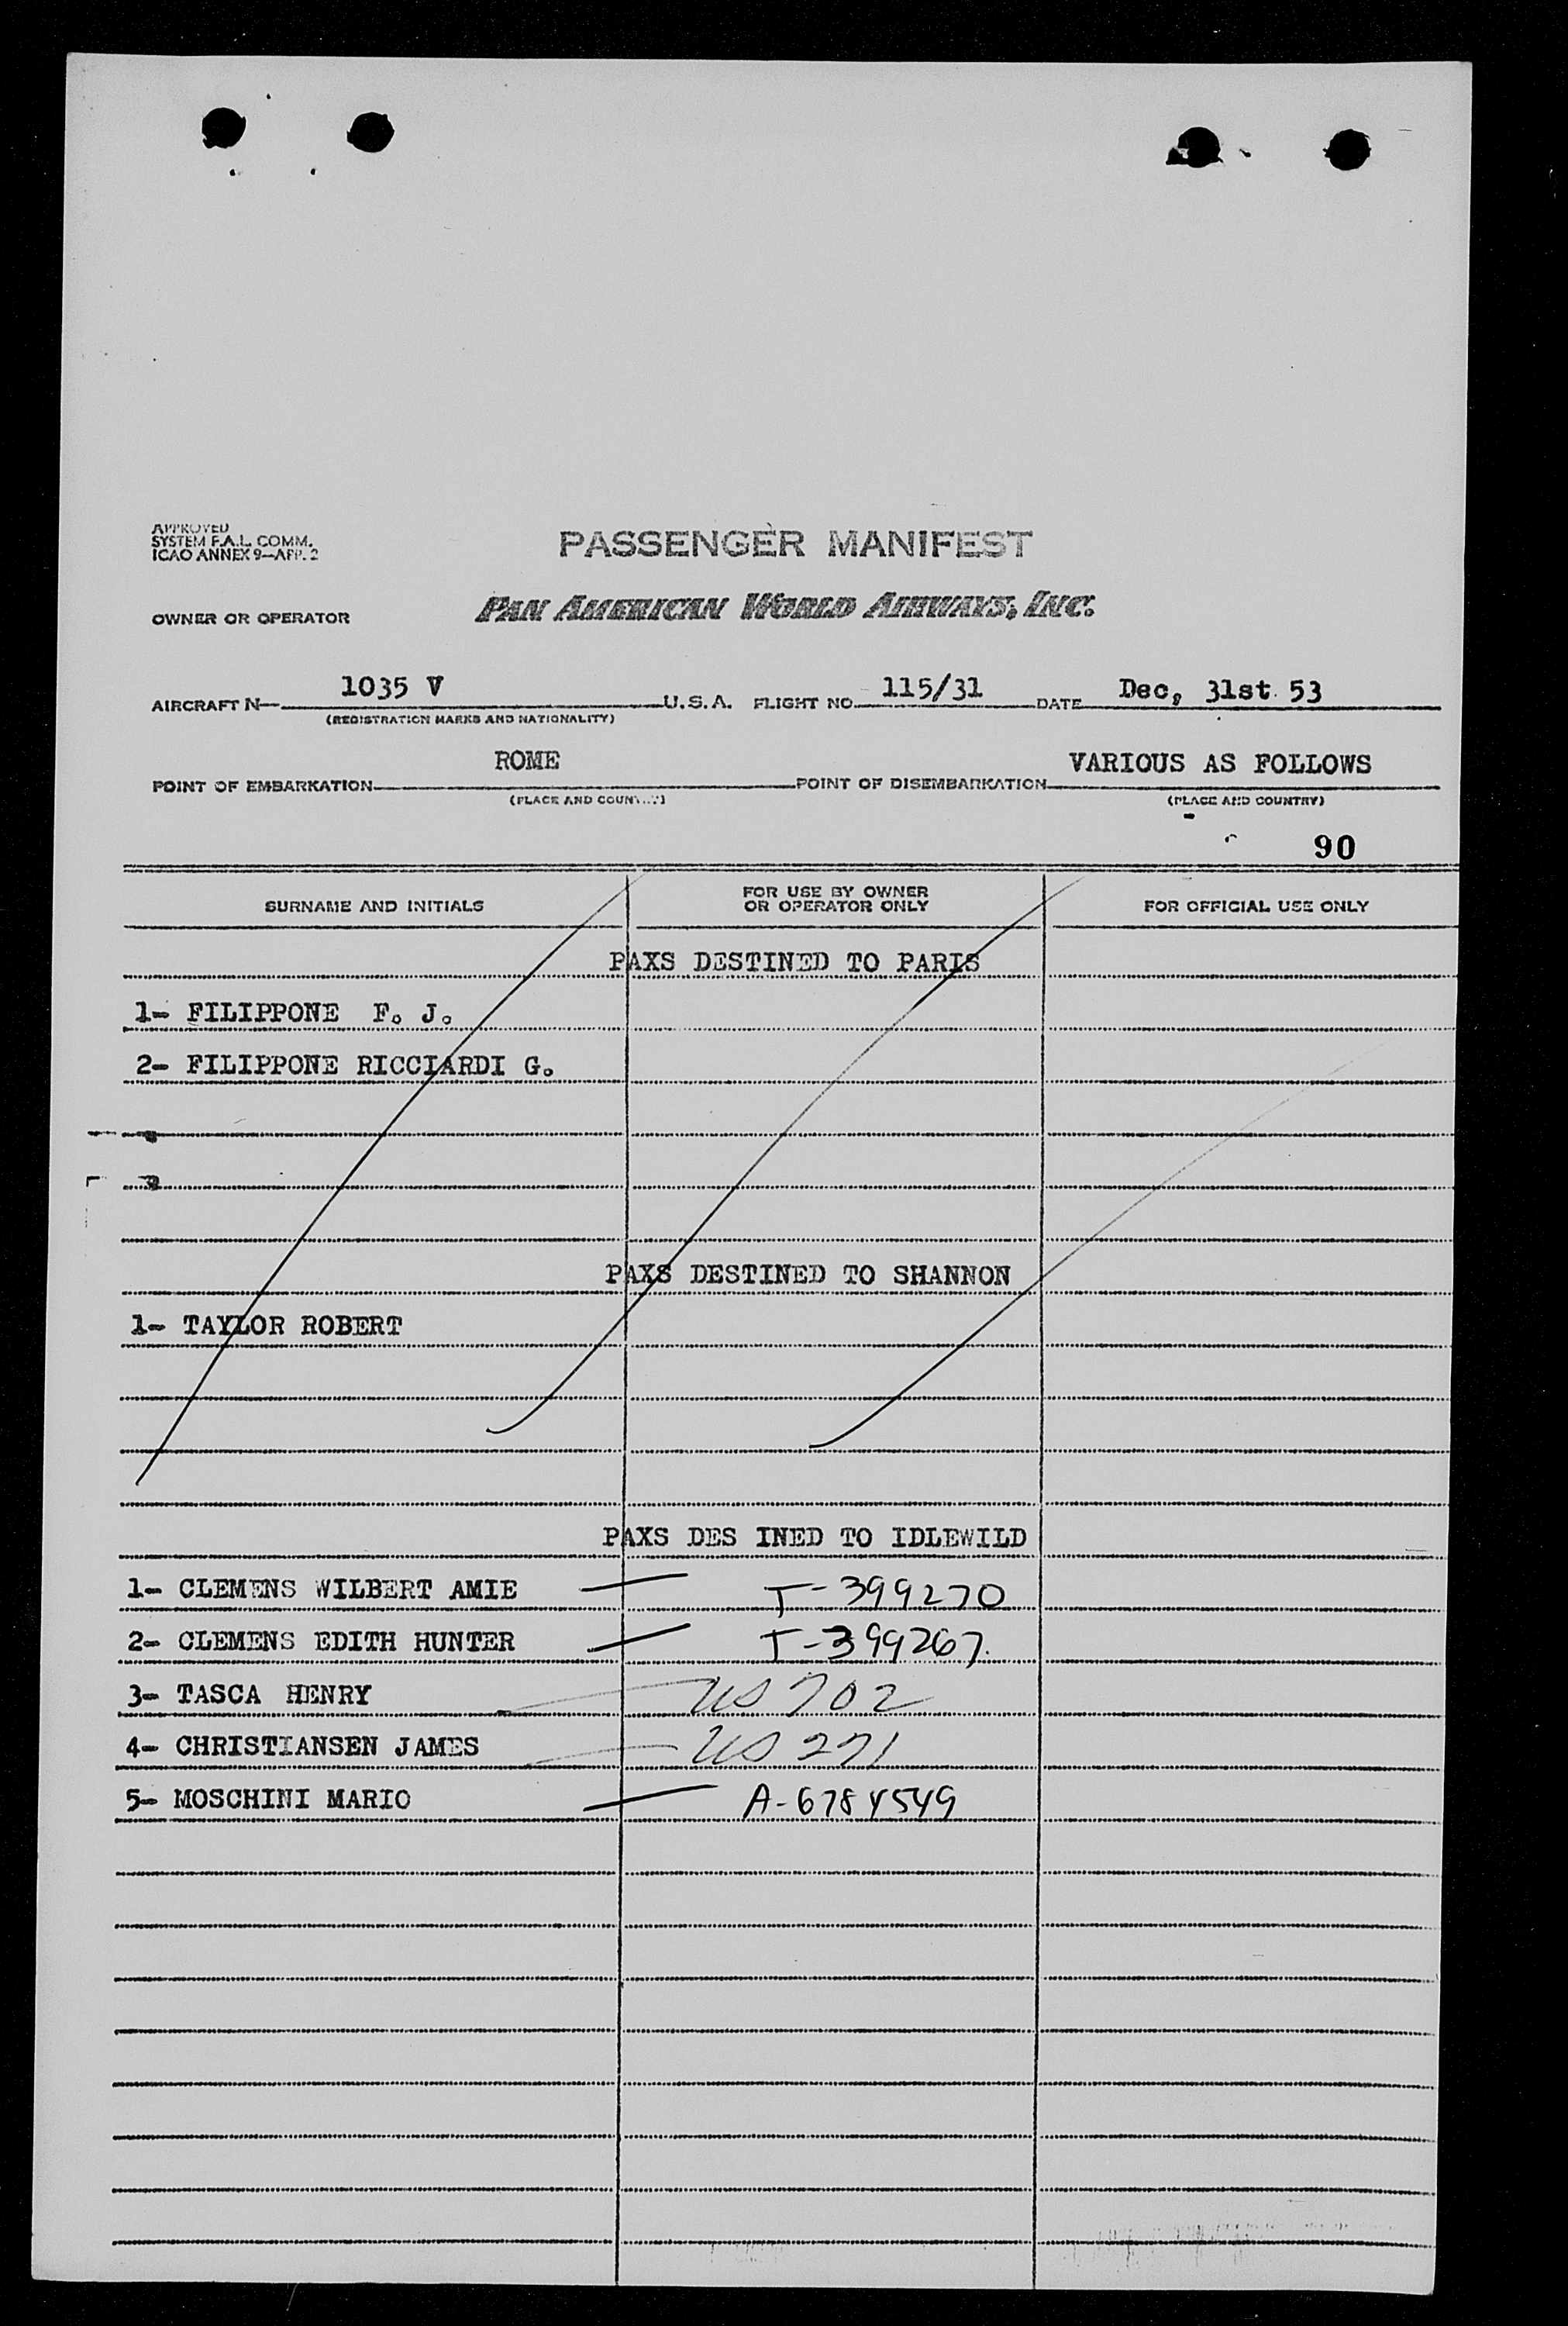 APPROVED
SYSTEM F.A.L. COMM.
ICAO ANNEX 9—APP. 2
PASSENGER MANIFEST
OWNER OR OPERATOR PAN AMERICAN WORLD AIRWAYS, INC.
AIRCRAFT N— 1035 V U.S.A. FLIGHT NO. 115/31 DATE Dec, 31st 53
(REGISTRATION MARKS AND NATIONALITY)
POINT OF EMBARKATION ROME POINT OF DISEMBARKATION VARIOUS AS FOLLOWS
(PLACE AND COUNTRY) (PLACE AND COUNTRY)
90
SURNAME AND INITIALS FOR USE BY OWNER OR OPERATOR ONLY FOR OFFICIAL USE ONLY
PAXS DESTINED TO PARIS
1- FILIPPONE F. J.
2- FILIPPONE RICCIARDI G.
PAXS DESTINED TO SHANNON
1- TAYLOR ROBERT
PAXS DES INED TO IDLEWILD
1- CLEMENS WILBERT AMIE — T-399270
2- CLEMENS EDITH HUNTER — T-399267.
3- TASCA HENRY — US 702
4- CHRISTIANSEN JAMES — US 271
5- MOSCHINI MARIO — A-6784549